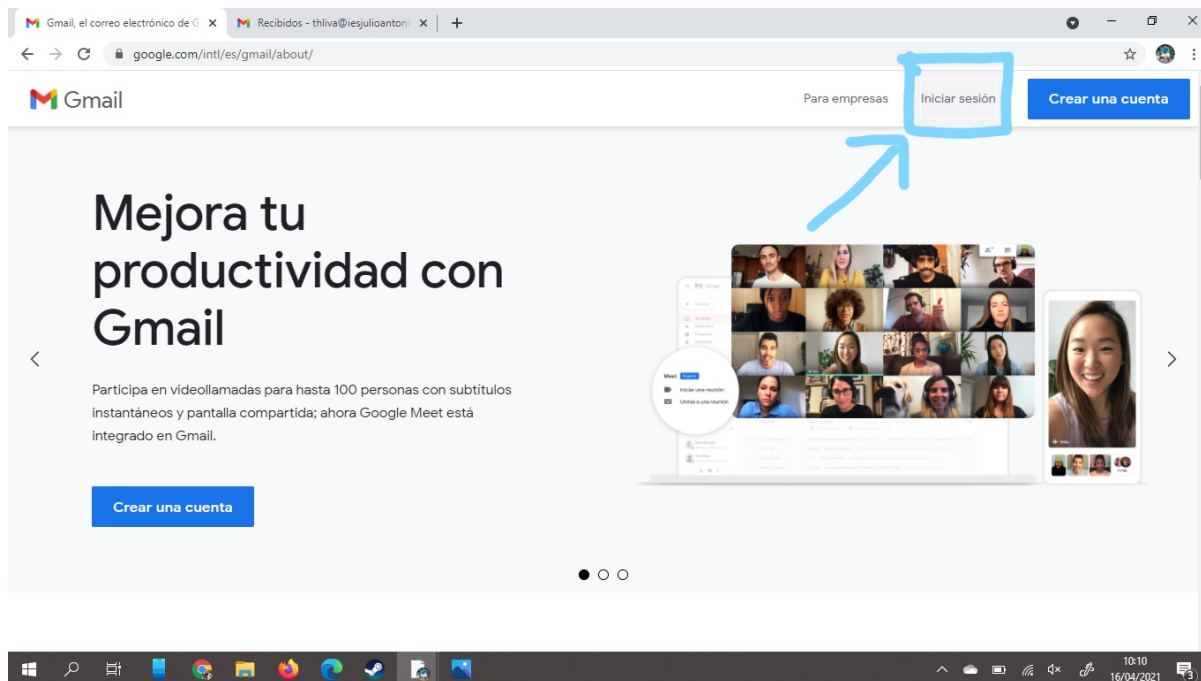 Gmail, el correo electrónico de G
Recibidos - thliva@iesjulioantoni
google.com/intl/es/gmail/about/
Gmail
Para empresas
Iniciar sesión
Crear una cuenta
Mejora tu
productividad con
Gmail
Participa en videollamadas para hasta 100 personas con subtítulos
instantáneos y pantalla compartida; ahora Google Meet está
integrado en Gmail.
Crear una cuenta
Gmail
Meet
Iniciar una reunión
Unirse a una reunión
10:10
16/04/2021
3